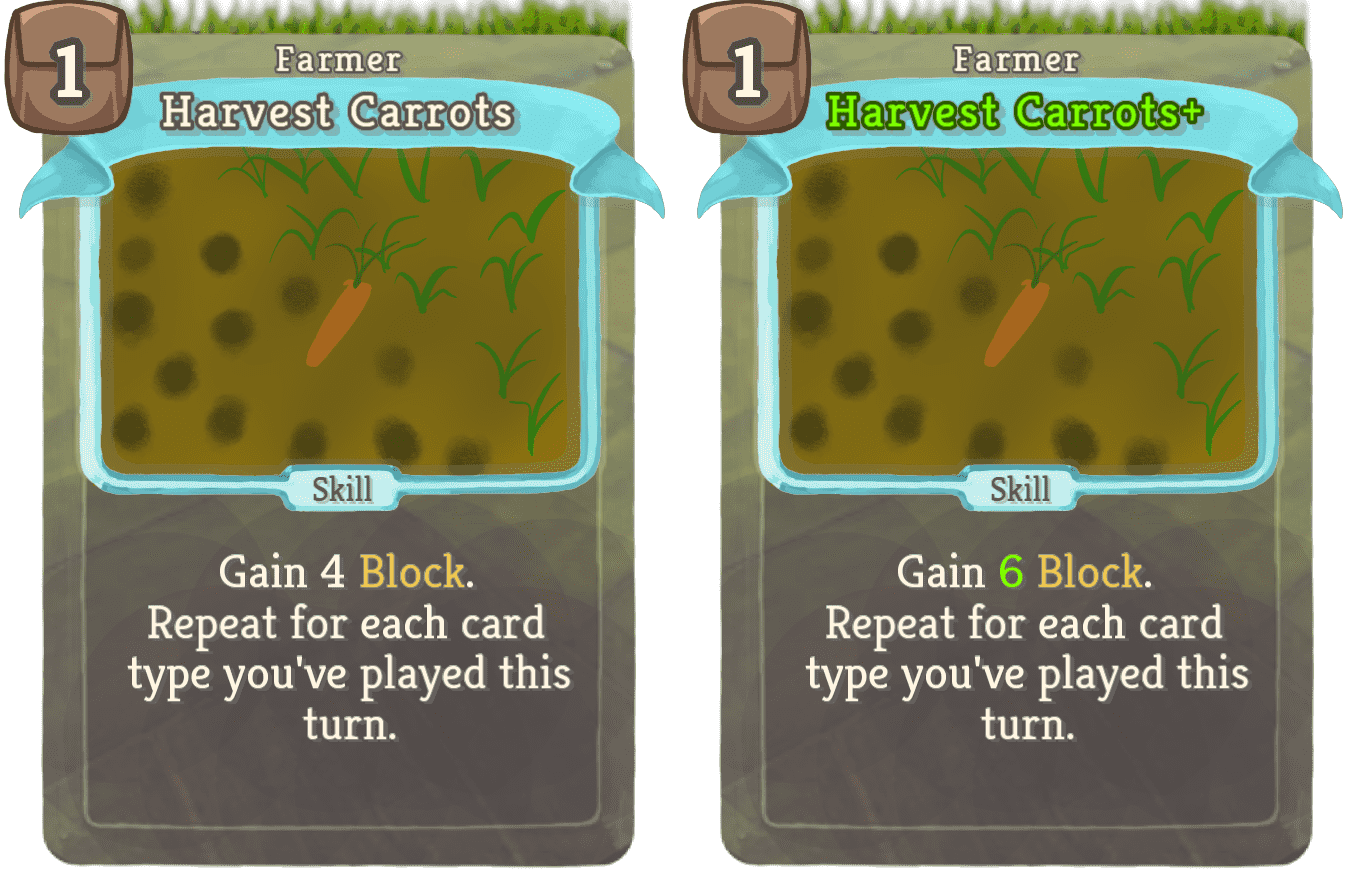 1
Farmer
Harvest Carrots
Skill
Gain 4 Block.
Repeat for each card
type you've played this
turn.
1
Farmer
Harvest Carrots+
Skill
Gain 6 Block.
Repeat for each card
type you've played this
turn.